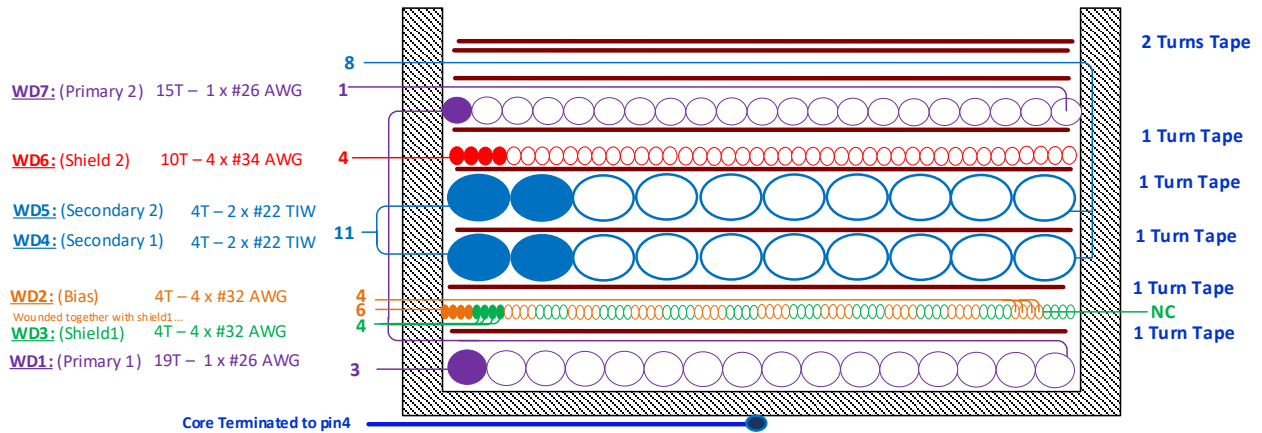 2 Turns Tape
8
WD7: (Primary 2) 15T – 1 x #26 AWG
1
1 Turn Tape
WD6: (Shield 2) 10T – 4 x #34 AWG
4
1 Turn Tape
WD5: (Secondary 2) 4T – 2 x #22 TIW
11
WD4: (Secondary 1) 4T – 2 x #22 TIW
1 Turn Tape
1 Turn Tape
WD2: (Bias) 4T – 4 x #32 AWG
4
6
NC
Wounded together with shield1 ...
4
WD3: (Shield1) 4T – 4 x #32 AWG
1 Turn Tape
WD1: (Primary 1) 19T – 1 x #26 AWG
3
Core Terminated to pin4